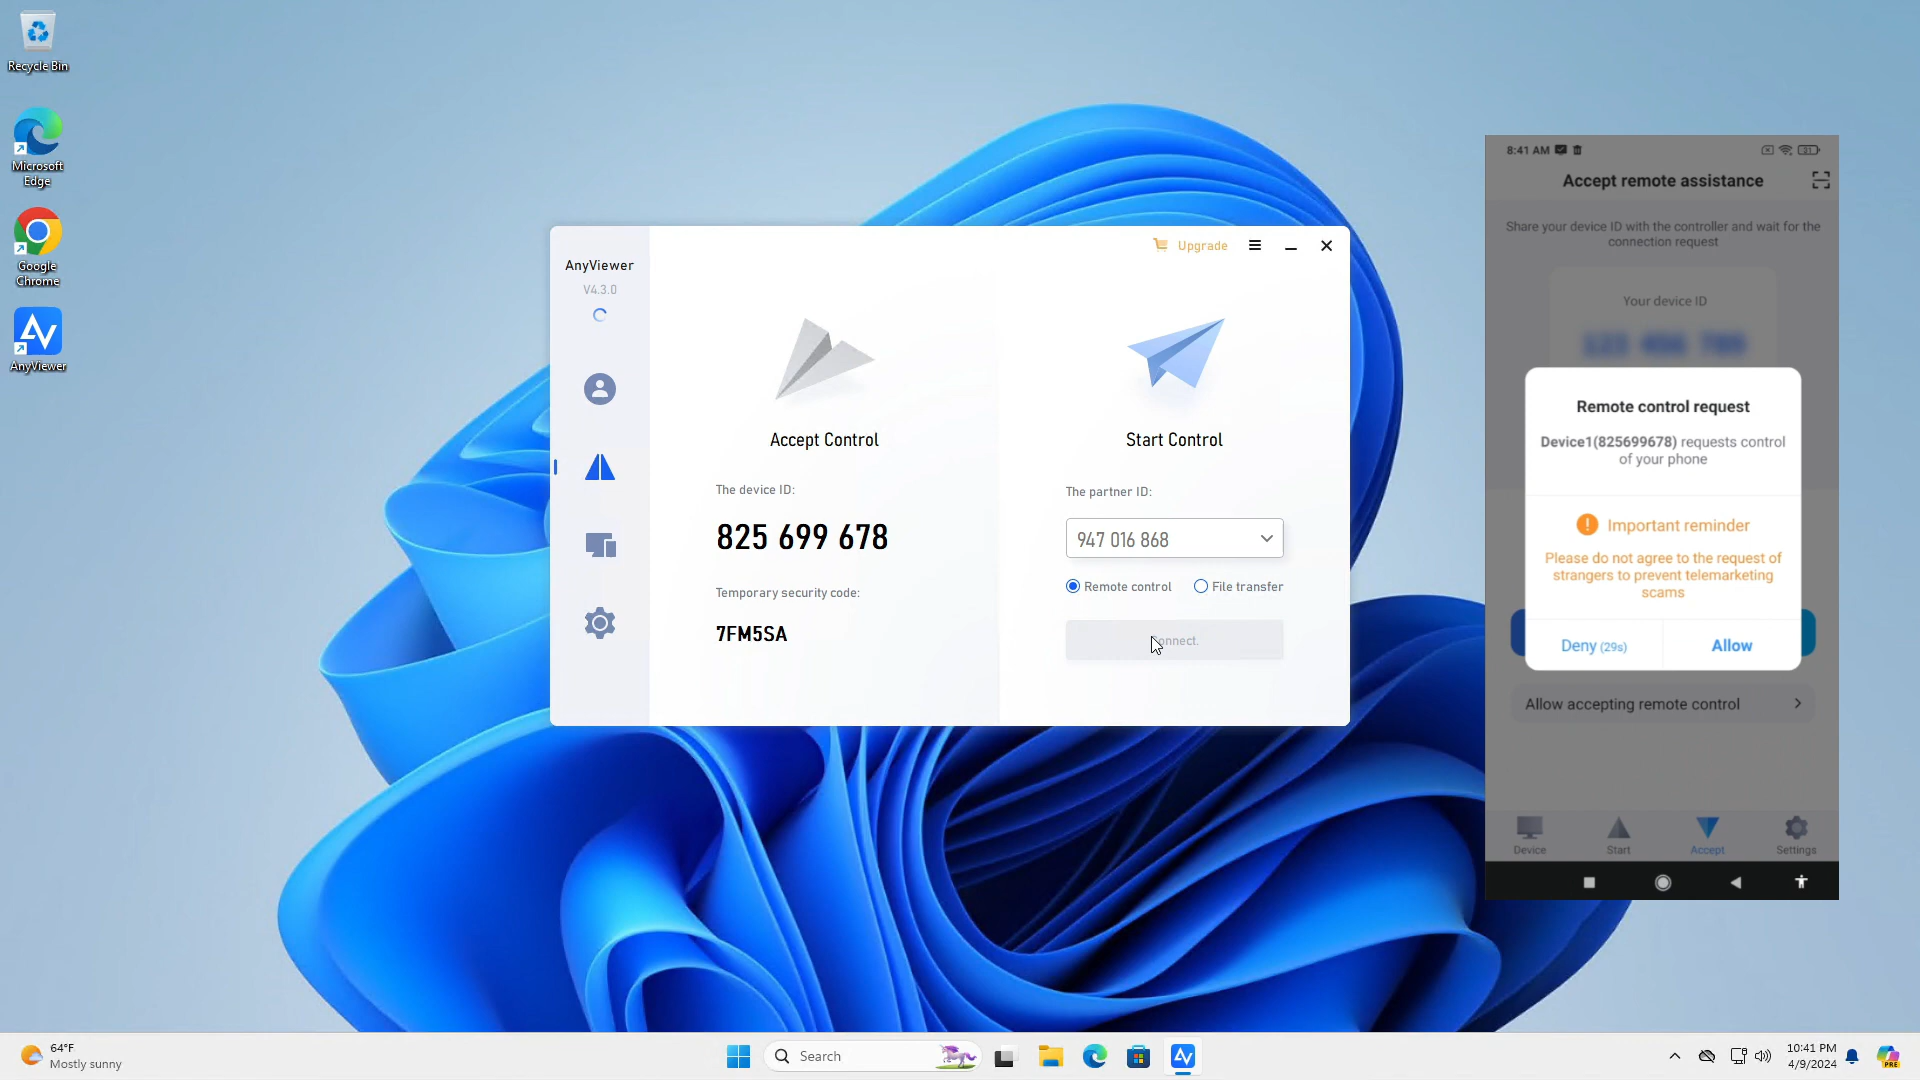 Recycle Bin
Microsoft
Edge
Google
Chrome
AnyViewer
AnyViewer
V4.3.0
Upgrade
Accept Control
The device ID:
825 699 678
Temporary security code:
7FM5SA
Start Control
The partner ID:
947 016 868
Remote control
File transfer
8:41 AM
91
Accept remote assistance
Share your device ID with the controller and wait for the
connection request
Your device ID
Remote control request
Device1(825699678) requests control
of your phone
Important reminder
Please do not agree to the request of
strangers to prevent telemarketing
scams
Deny (29s)
Allow
Allow accepting remote control
Device
Start
Accept
Settings
64°F
Mostly sunny
Search
10:41 PM
4/9/2024
PRE